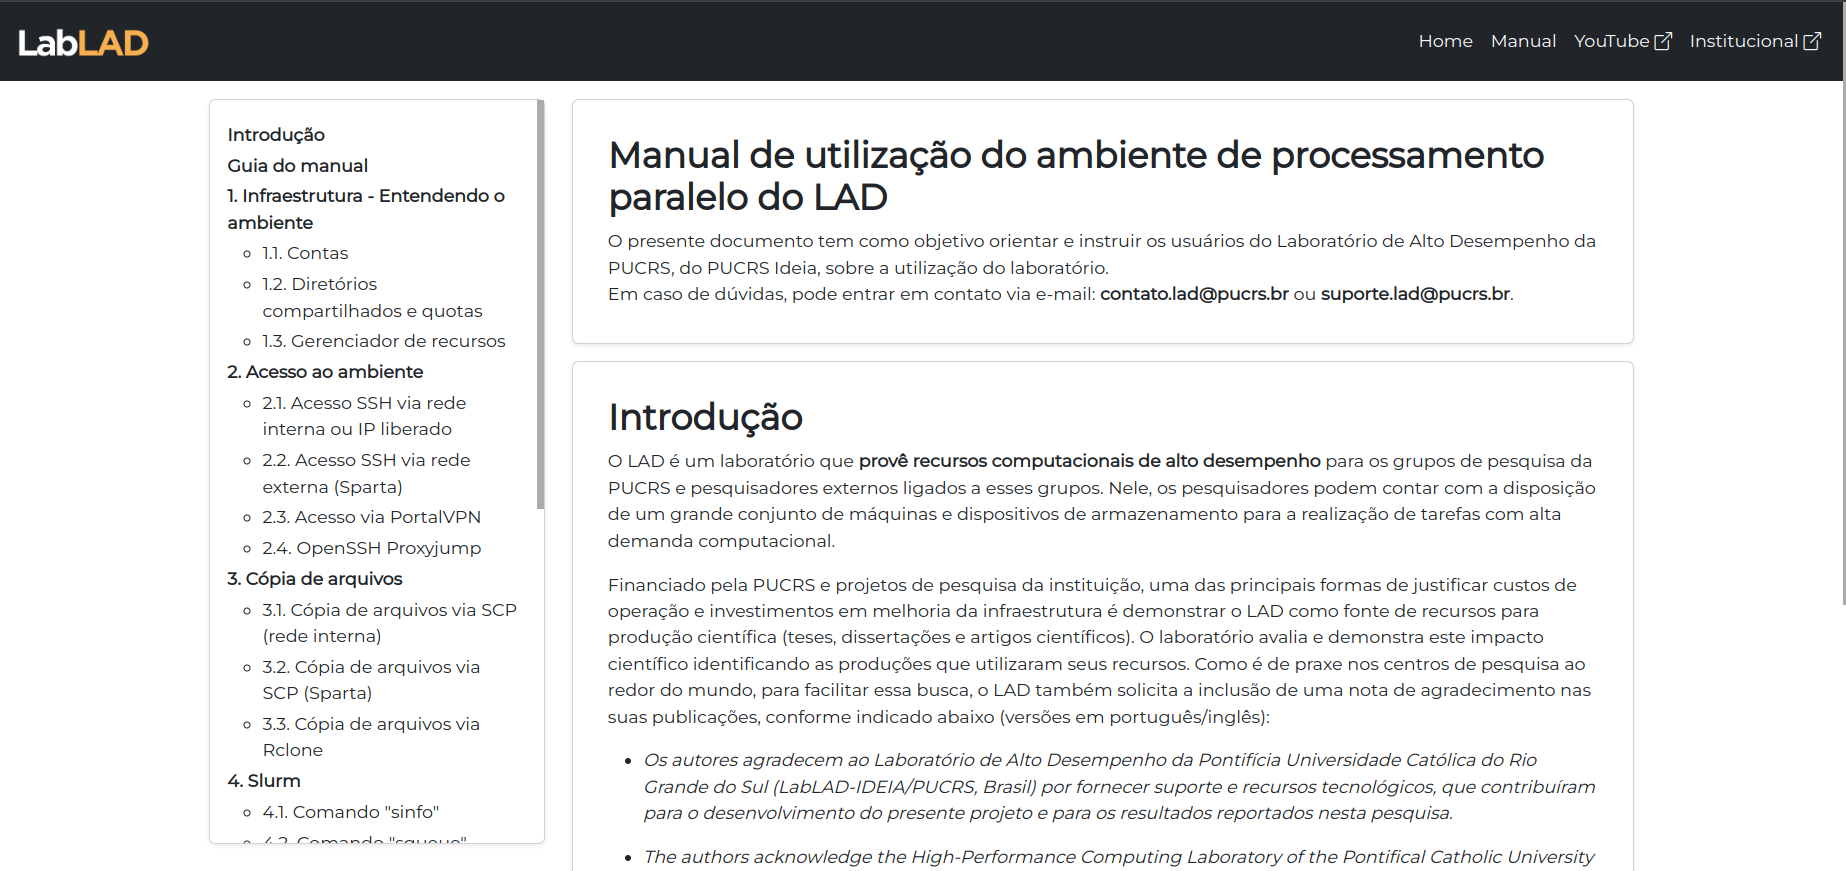 LabLAD
Home Manual YouTube Institucional
Introdução
Guia do manual
1. Infraestrutura - Entendendo o
ambiente
1.1. Contas
1.2. Diretórios
compartilhados e quotas
1.3. Gerenciador de recursos
2. Acesso ao ambiente
2.1. Acesso SSH via rede
interna ou IP liberado
2.2. Acesso SSH via rede
externa (Sparta)
2.3. Acesso via PortalVPN
2.4. OpenSSH Proxyjump
3. Cópia de arquivos
3.1. Cópia de arquivos via SCP
(rede interna)
3.2. Cópia de arquivos via
SCP (Sparta)
3.3. Cópia de arquivos via
Rclone
4. Slurm
4.1. Comando "sinfo"
4.2. Comando "squeue"
Manual de utilização do ambiente de processamento
paralelo do LAD
O presente documento tem como objetivo orientar e instruir os usuários do Laboratório de Alto Desempenho da
PUCRS, do PUCRS Ideia, sobre a utilização do laboratório.
Em caso de dúvidas, pode entrar em contato via e-mail: contato.lad@pucrs.br ou suporte.lad@pucrs.br.
Introdução
O LAD é um laboratório que provê recursos computacionais de alto desempenho para os grupos de pesquisa da
PUCRS e pesquisadores externos ligados a esses grupos. Nele, os pesquisadores podem contar com a disposição
de um grande conjunto de máquinas e dispositivos de armazenamento para a realização de tarefas com alta
demanda computacional.
Financiado pela PUCRS e projetos de pesquisa da instituição, uma das principais formas de justificar custos de
operação e investimentos em melhoria da infraestrutura é demonstrar o LAD como fonte de recursos para
produção científica (teses, dissertações e artigos científicos). O laboratório avalia e demonstra este impacto
científico identificando as produções que utilizaram seus recursos. Como é de praxe nos centros de pesquisa ao
redor do mundo, para facilitar essa busca, o LAD também solicita a inclusão de uma nota de agradecimento nas
suas publicações, conforme indicado abaixo (versões em português/inglês):
Os autores agradecem ao Laboratório de Alto Desempenho da Pontifícia Universidade Católica do Rio
Grande do Sul (LabLAD-IDEIA/PUCRS, Brasil) por fornecer suporte e recursos tecnológicos, que contribuíram
para o desenvolvimento do presente projeto e para os resultados reportados nesta pesquisa.
The authors acknowledge the High-Performance Computing Laboratory of the Pontifical Catholic University